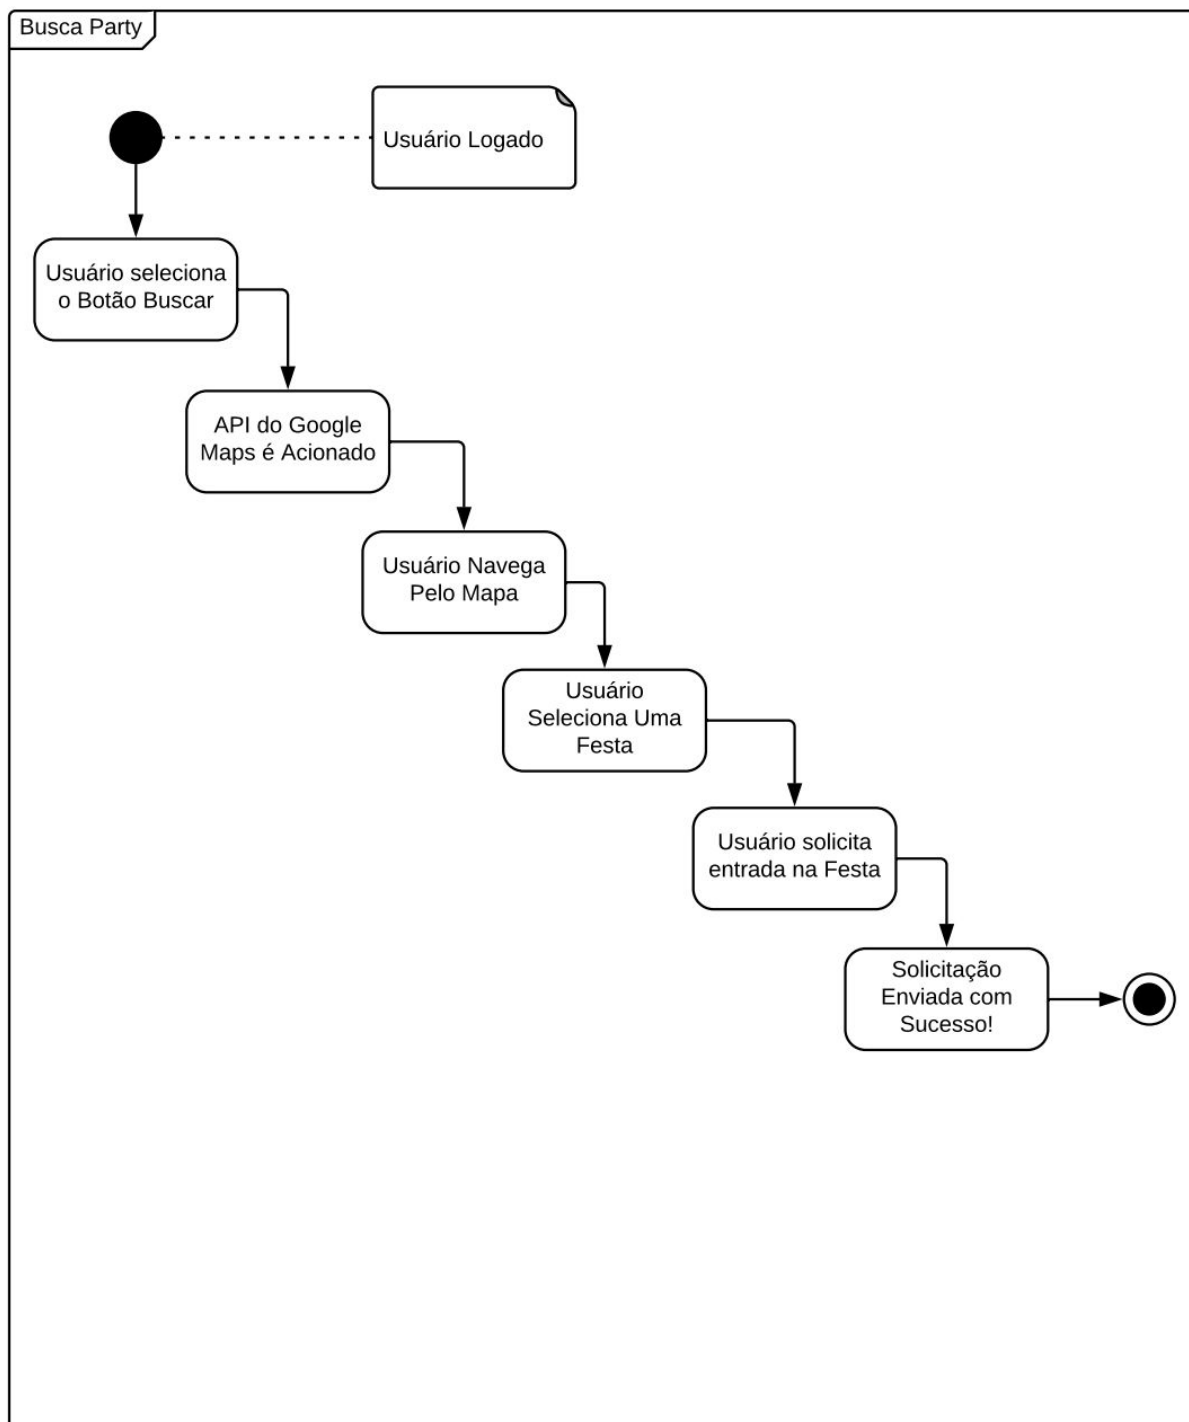 Busca Party
Usuário Logado
Usuário seleciona
o Botão Buscar
API do Google
Maps é Acionado
Usuário Navega
Pelo Mapa
Usuário
Seleciona Uma
Festa
Usuário solicita
entrada na Festa
Solicitação
Enviada com
Sucesso!